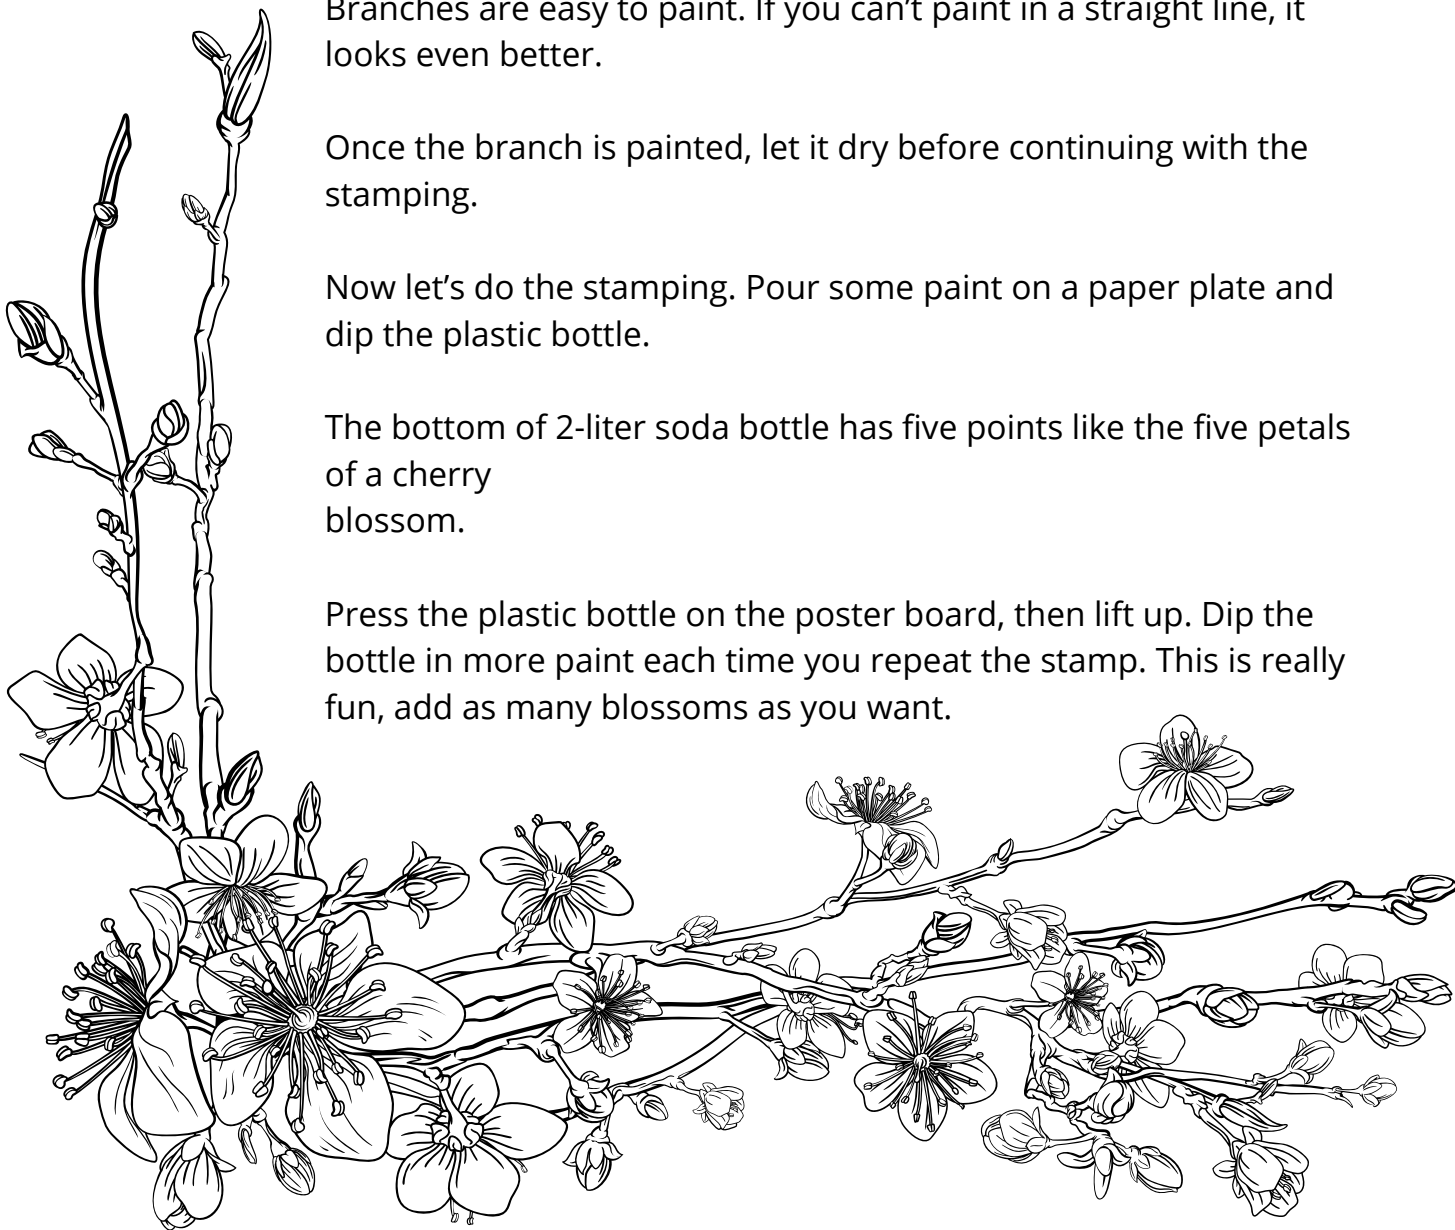 Branches are easy to paint. If you can’t paint in a straight line, it
looks even better.
Once the branch is painted, let it dry before continuing with the
stamping.
Now let’s do the stamping. Pour some paint on a paper plate and
dip the plastic bottle.
The bottom of 2-liter soda bottle has five points like the five petals
of a cherry
blossom.
Press the plastic bottle on the poster board, then lift up. Dip the
bottle in more paint each time you repeat the stamp. This is really
fun, add as many blossoms as you want.